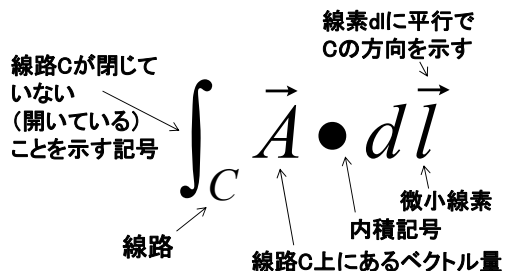 線素dlに平行で
Cの方向を示す
線路Cが閉じて
いない
（開いている）
ことを示す記号
∫C A→ • dl→
微小線素
内積記号
線路
線路C上にあるベクトル量